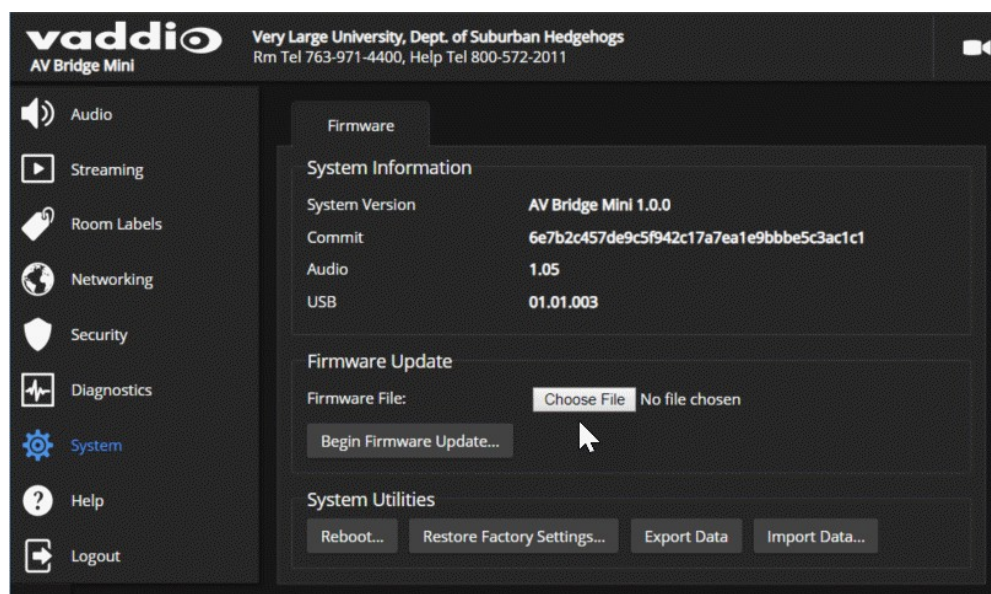 vaddio
AV Bridge Mini
Very Large University, Dept. of Suburban Hedgehogs
Rm Tel 763-971-4400, Help Tel 800-572-2011
Audio
Streaming
Room Labels
Networking
Security
Diagnostics
System
Help
Logout
Firmware
System Information
System Version AV Bridge Mini 1.0.0
Commit 6e7b2c457de9c5f942c17a7ea1e9bbbe5c3ac1c1
Audio 1.05
USB 01.01.003
Firmware Update
Firmware File: Choose File No file chosen
Begin Firmware Update...
System Utilities
Reboot... Restore Factory Settings... Export Data Import Data...